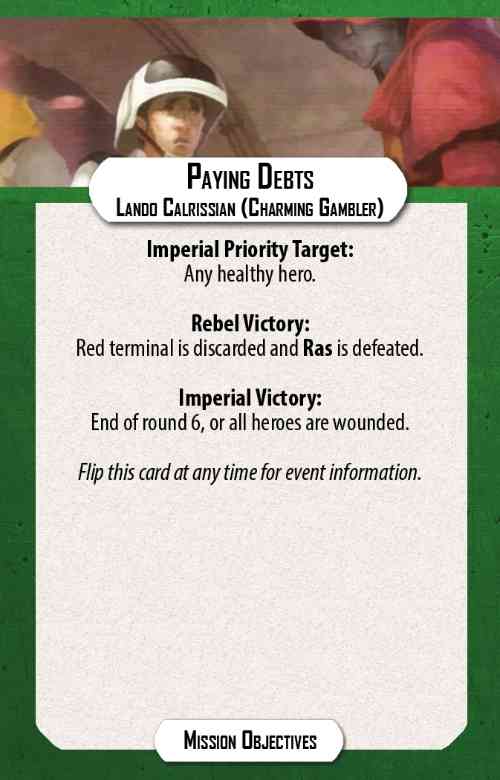 Paying Debts
Lando Calrissian (Charming Gambler)
Imperial Priority Target:
Any healthy hero.
Rebel Victory:
Red terminal is discarded and Ras is defeated.
Imperial Victory:
End of round 6, or all heroes are wounded.
Flip this card at any time for event information.
Mission Objectives